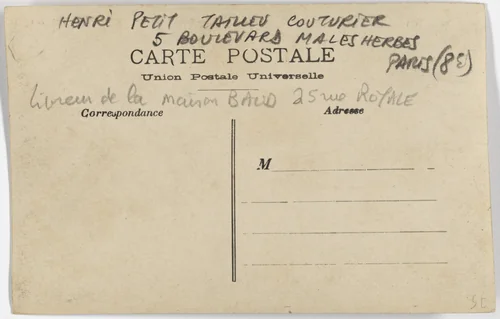 HENRI PETIT TAILLEU COUTURIER
5 BOULEVARD MALESHERBES
PARIS (8E)
CARTE POSTALE
Union Postale Universelle
Livreur de la maison BAUD 25 rue ROYALE
Correspondance
Adresse
M